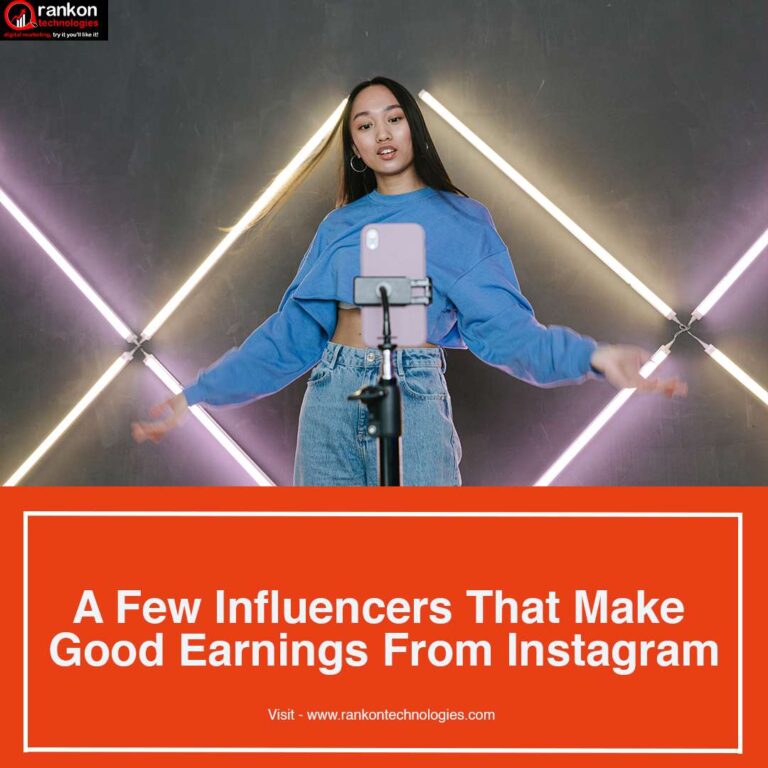 rankon
technologies
digital marketing, try it you'll like it!
A Few Influencers That Make
Good Earnings From Instagram
Visit - www.rankontechnologies.com